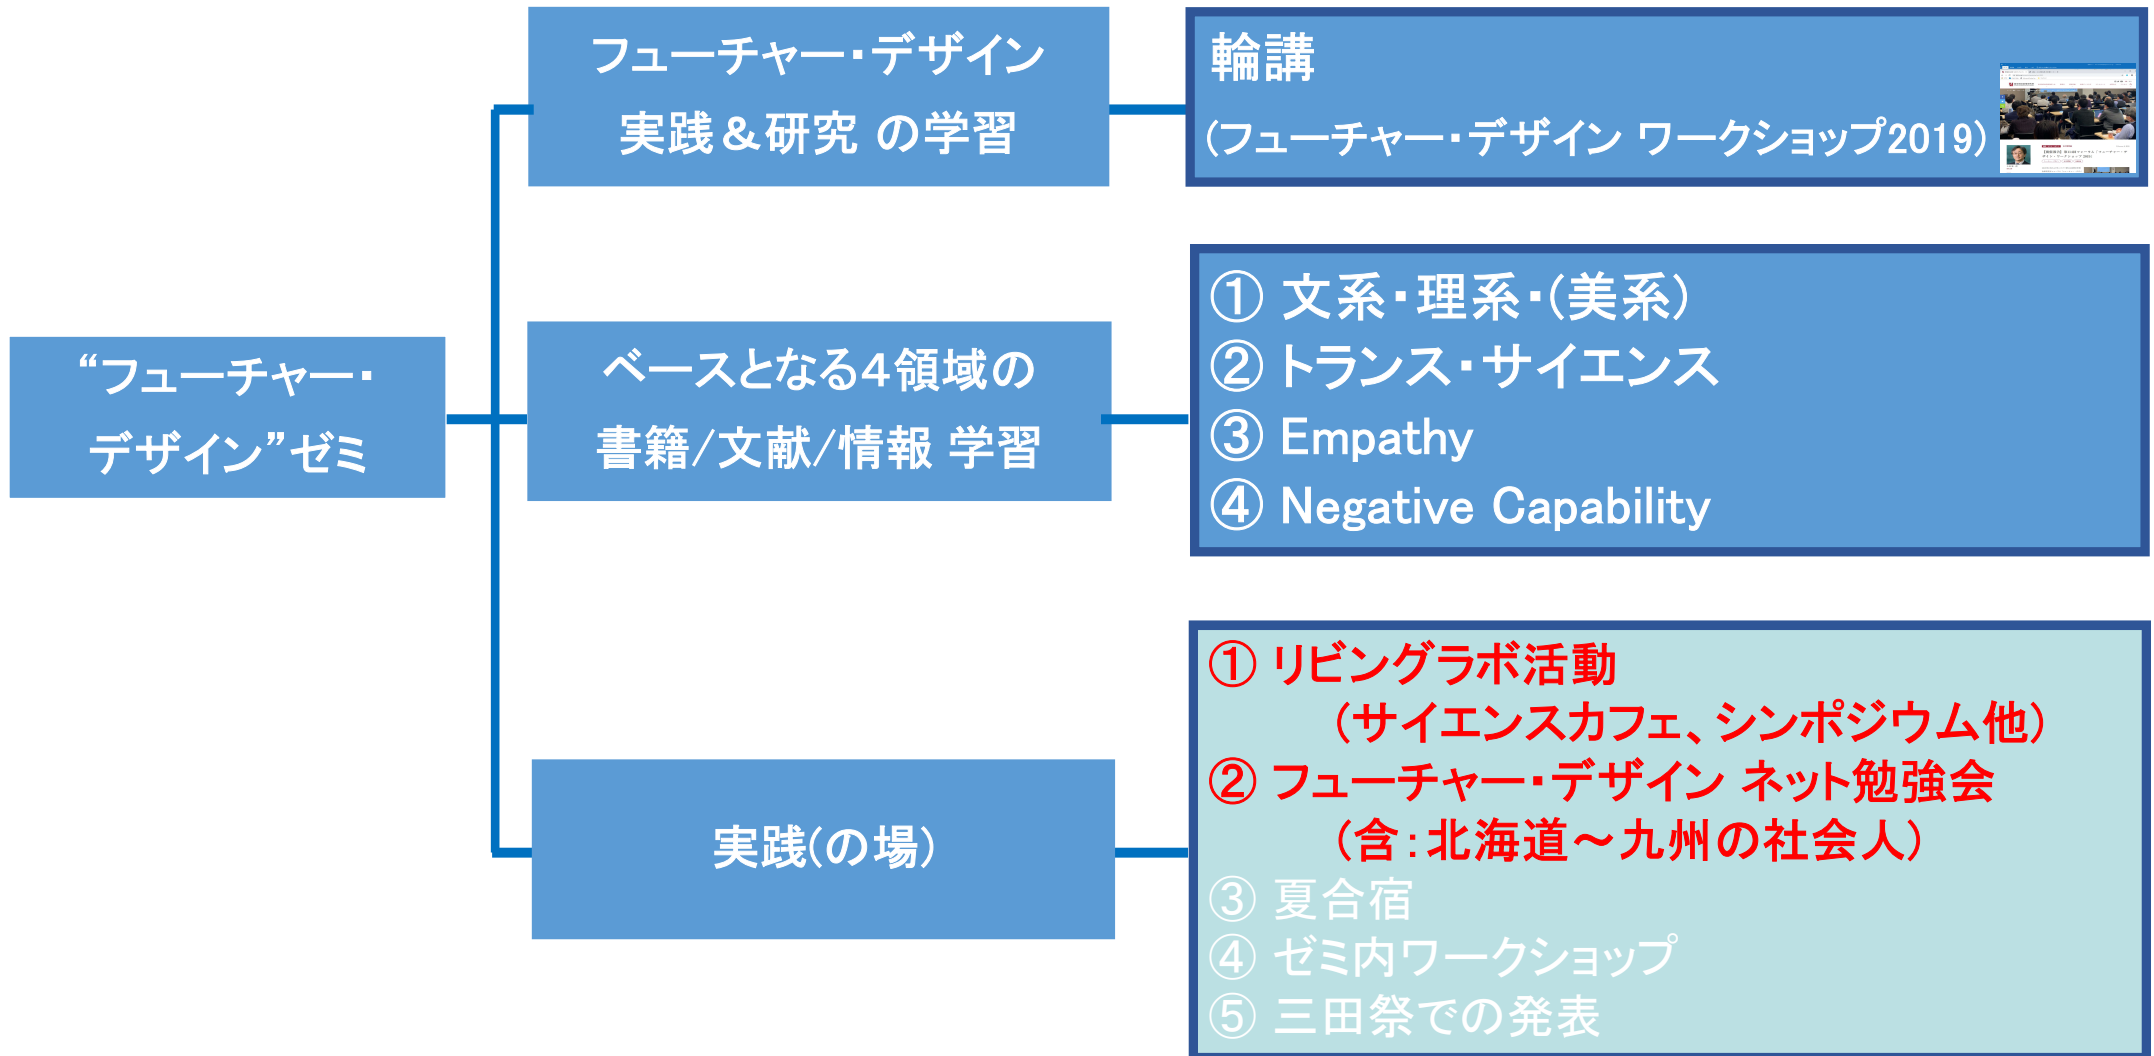 フューチャー・デザイン
実践＆研究 の学習
輪講
(フューチャー・デザイン ワークショップ2019)
“フューチャー・
デザイン”ゼミ
ベースとなる4領域の
書籍/文献/情報 学習
① 文系・理系・(美系)
② トランス・サイエンス
③ Empathy
④ Negative Capability
実践(の場)
① リビングラボ活動
(サイエンスカフェ、シンポジウム他)
② フューチャー・デザイン ネット勉強会
(含：北海道～九州の社会人)
③ 夏合宿
④ ゼミ内ワークショップ
⑤ 三田祭での発表